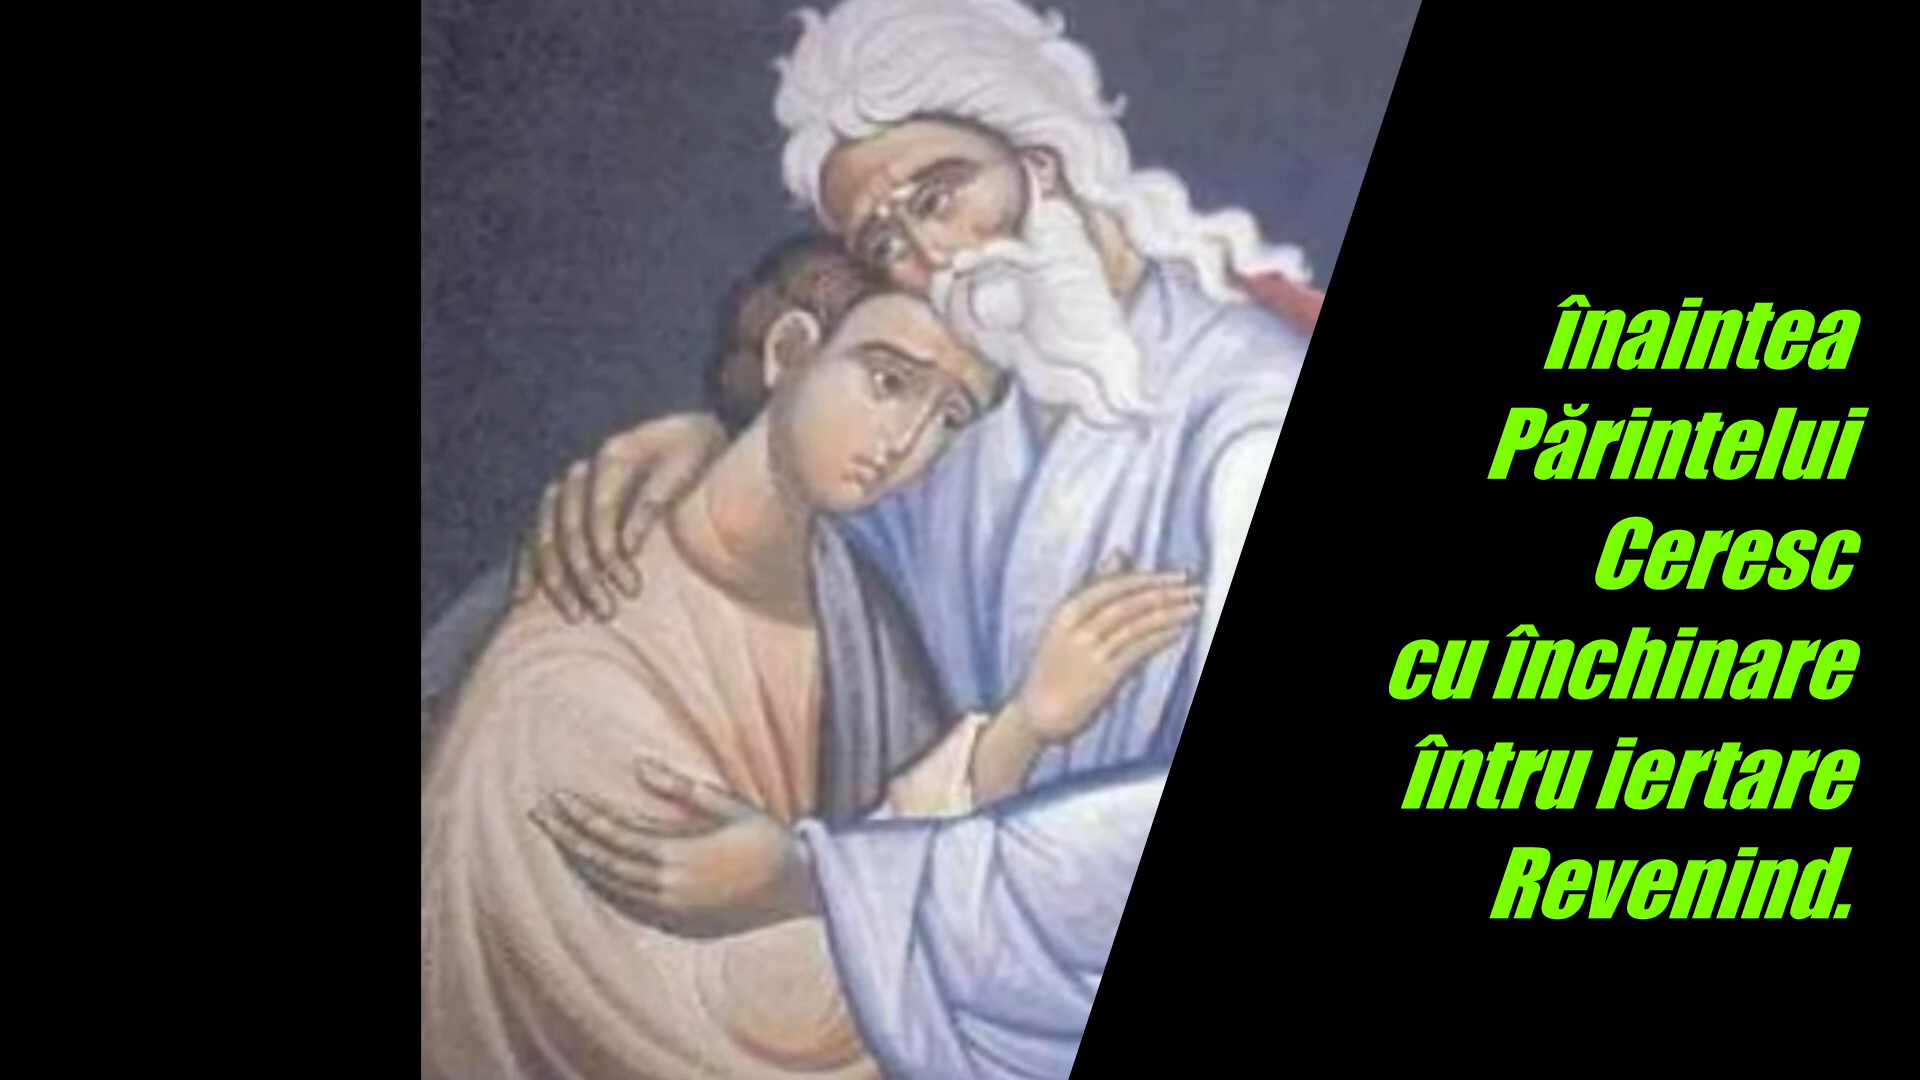 înaintea
Părintelui
Ceresc
cu închinare
întru iertare
Revenind.